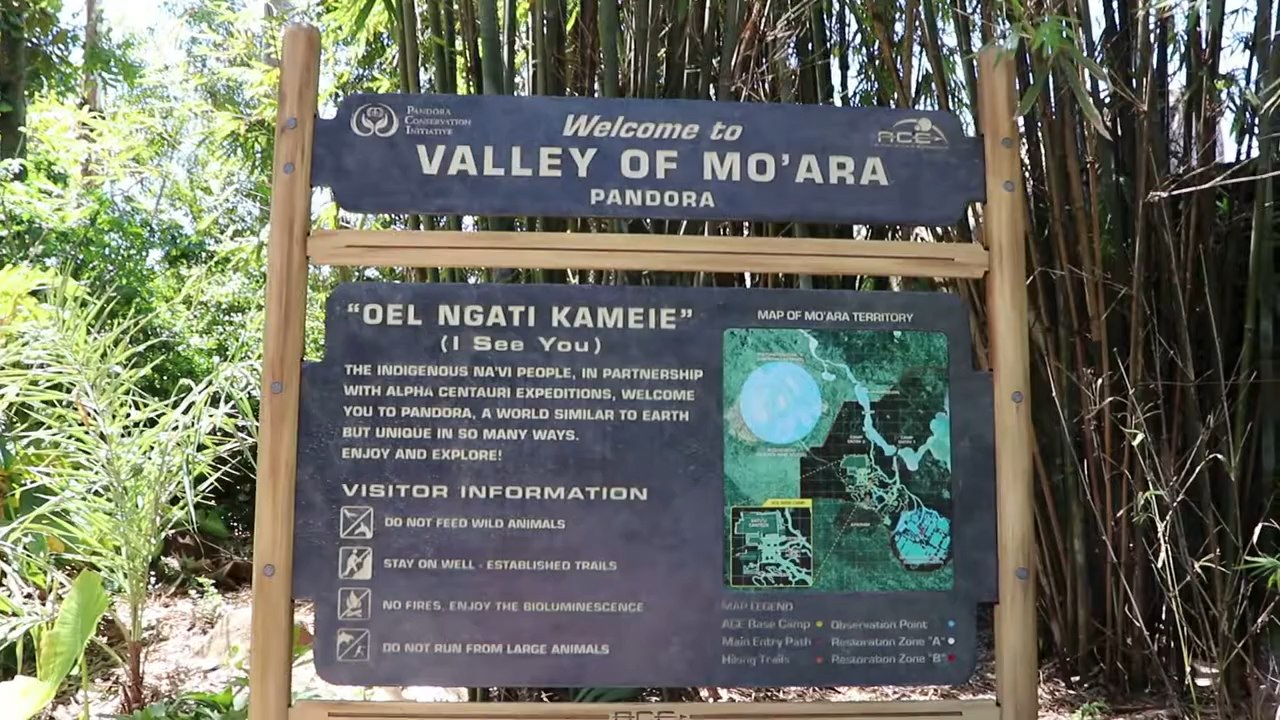 PANDORA
CONSERVATION
INITIATIVE
Welcome to
VALLEY OF MO'ARA
PANDORA
ACE
"OEL NGATI KAMEIE"
(I See You)
THE INDIGENOUS NA'VI PEOPLE, IN PARTNERSHIP
WITH ALPHA CENTAURI EXPEDITIONS, WELCOME
YOU TO PANDORA, A WORLD SIMILAR TO EARTH
BUT UNIQUE IN SO MANY WAYS.
ENJOY AND EXPLORE!
VISITOR INFORMATION
DO NOT FEED WILD ANIMALS
STAY ON WELL - ESTABLISHED TRAILS
NO FIRES, ENJOY THE BIOLUMINESCENCE
DO NOT RUN FROM LARGE ANIMALS
MAP OF MO'ARA TERRITORY
MAP LEGEND
ACE Base Camp
Main Entry Path
Hiking Trails
Observation Point
Restoration Zone "A"
Restoration Zone "B"
ACE